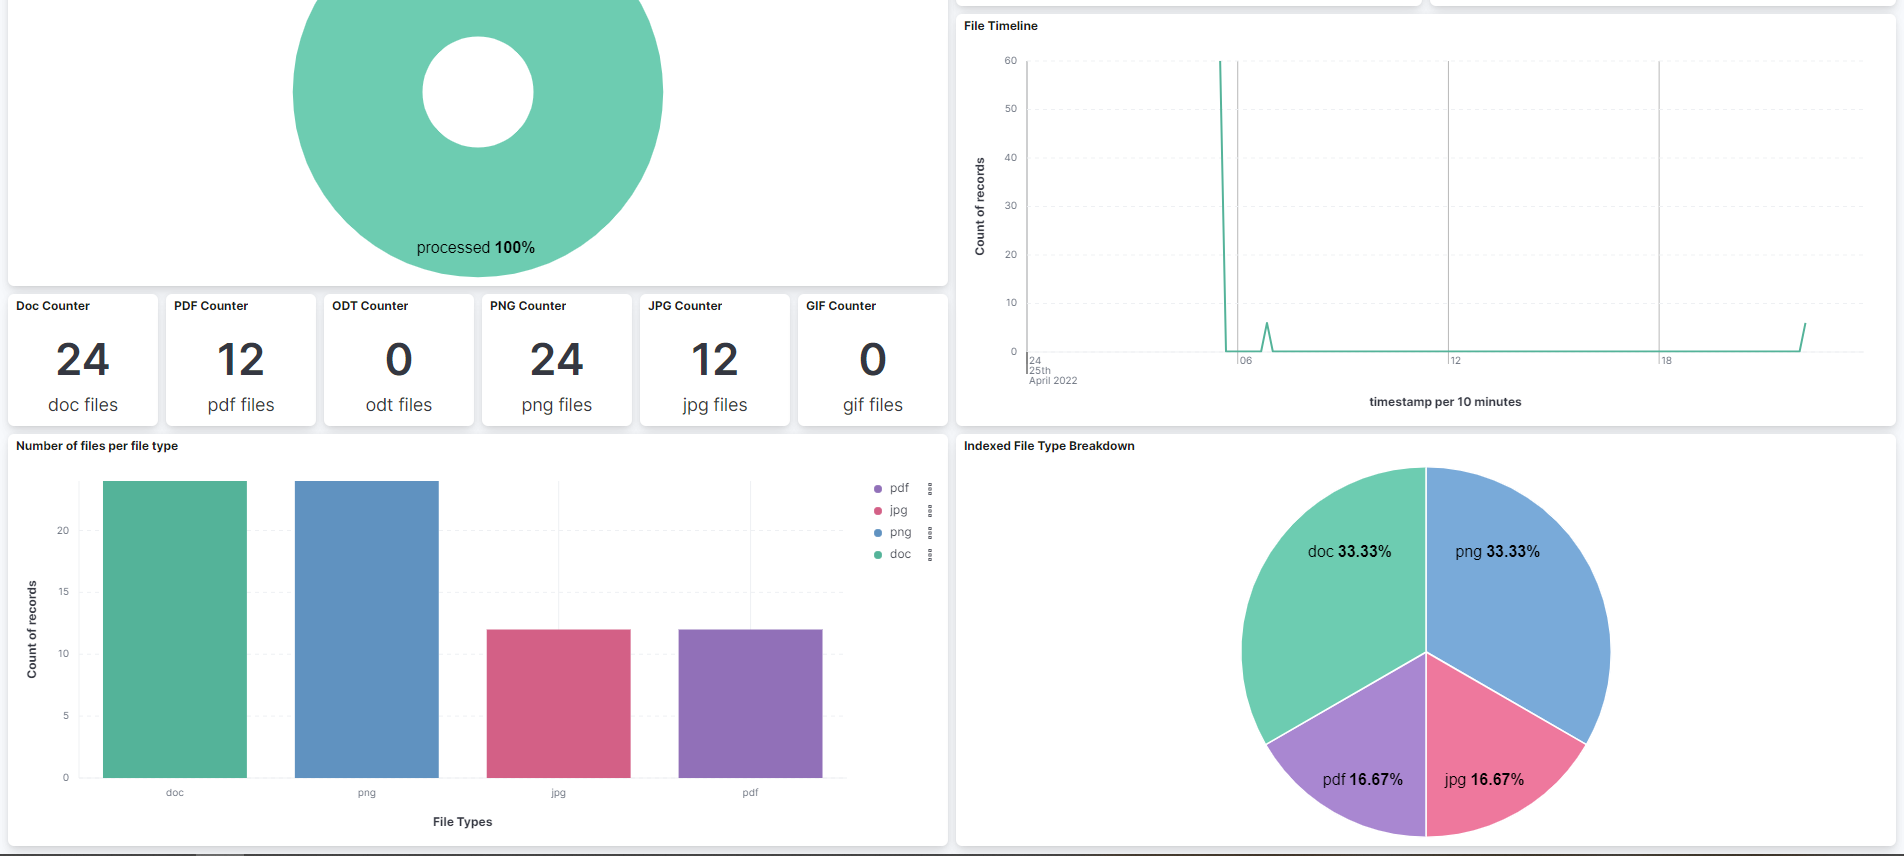 processed 100%
File Timeline
60
50
40
30
20
10
0
Count of records
24
25th
April 2022
06
12
18
timestamp per 10 minutes
Doc Counter
24
doc files
PDF Counter
12
pdf files
ODT Counter
0
odt files
PNG Counter
24
png files
JPG Counter
12
jpg files
GIF Counter
0
gif files
Number of files per file type
20
15
10
5
0
Count of records
doc
png
jpg
pdf
File Types
pdf
jpg
png
doc
Indexed File Type Breakdown
doc 33.33%
png 33.33%
pdf 16.67%
jpg 16.67%